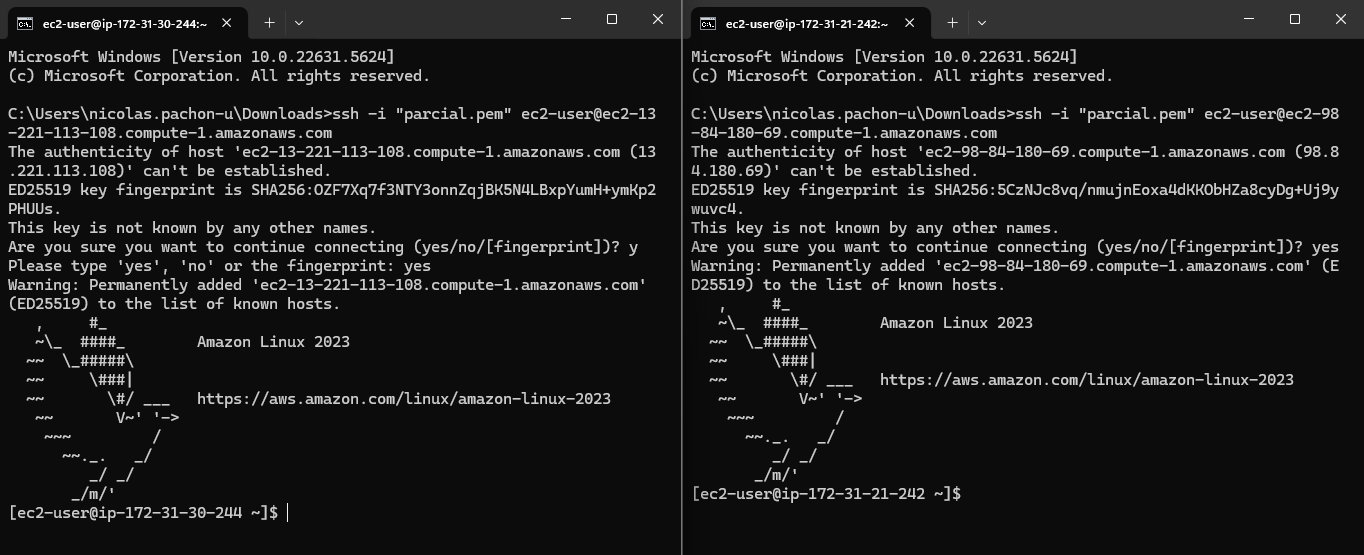 ec2-user@ip-172-31-30-244:~
Microsoft Windows [Version 10.0.22631.5624]
(c) Microsoft Corporation. All rights reserved.
C:\Users\nicolas.pachon-u\Downloads>ssh -i "parcial.pem" ec2-user@ec2-13
-221-113-108.compute-1.amazonaws.com
The authenticity of host 'ec2-13-221-113-108.compute-1.amazonaws.com (13
.221.113.108)' can't be established.
ED25519 key fingerprint is SHA256:OZF7Xq7f3NTY3onnZqjBK5N4LBxpYumH+ymKp2
PHUUs.
This key is not known by any other names.
Are you sure you want to continue connecting (yes/no/[fingerprint])? y
Please type 'yes', 'no' or the fingerprint: yes
Warning: Permanently added 'ec2-13-221-113-108.compute-1.amazonaws.com'
(ED25519) to the list of known hosts.
   ,     #_
   ~\_  ####_        Amazon Linux 2023
  ~~  \_#####\
  ~~     \###|
  ~~       \#/ ___   https://aws.amazon.com/linux/amazon-linux-2023
   ~~       V~' '->
    ~~~         /
      ~~._.   _/
         _/ _/
       _/m/'
[ec2-user@ip-172-31-30-244 ~]$
ec2-user@ip-172-31-21-242:~
Microsoft Windows [Version 10.0.22631.5624]
(c) Microsoft Corporation. All rights reserved.
C:\Users\nicolas.pachon-u\Downloads>ssh -i "parcial.pem" ec2-user@ec2-98
-84-180-69.compute-1.amazonaws.com
The authenticity of host 'ec2-98-84-180-69.compute-1.amazonaws.com (98.8
4.180.69)' can't be established.
ED25519 key fingerprint is SHA256:5CzNJc8vq/nmujnEoxa4dKKObHZa8cyDg+Uj9y
wuvc4.
This key is not known by any other names.
Are you sure you want to continue connecting (yes/no/[fingerprint])? yes
Warning: Permanently added 'ec2-98-84-180-69.compute-1.amazonaws.com' (E
D25519) to the list of known hosts.
   ,     #_
   ~\_  ####_        Amazon Linux 2023
  ~~  \_#####\
  ~~     \###|
  ~~       \#/ ___   https://aws.amazon.com/linux/amazon-linux-2023
   ~~       V~' '->
    ~~~         /
      ~~._.   _/
         _/ _/
       _/m/'
[ec2-user@ip-172-31-21-242 ~]$